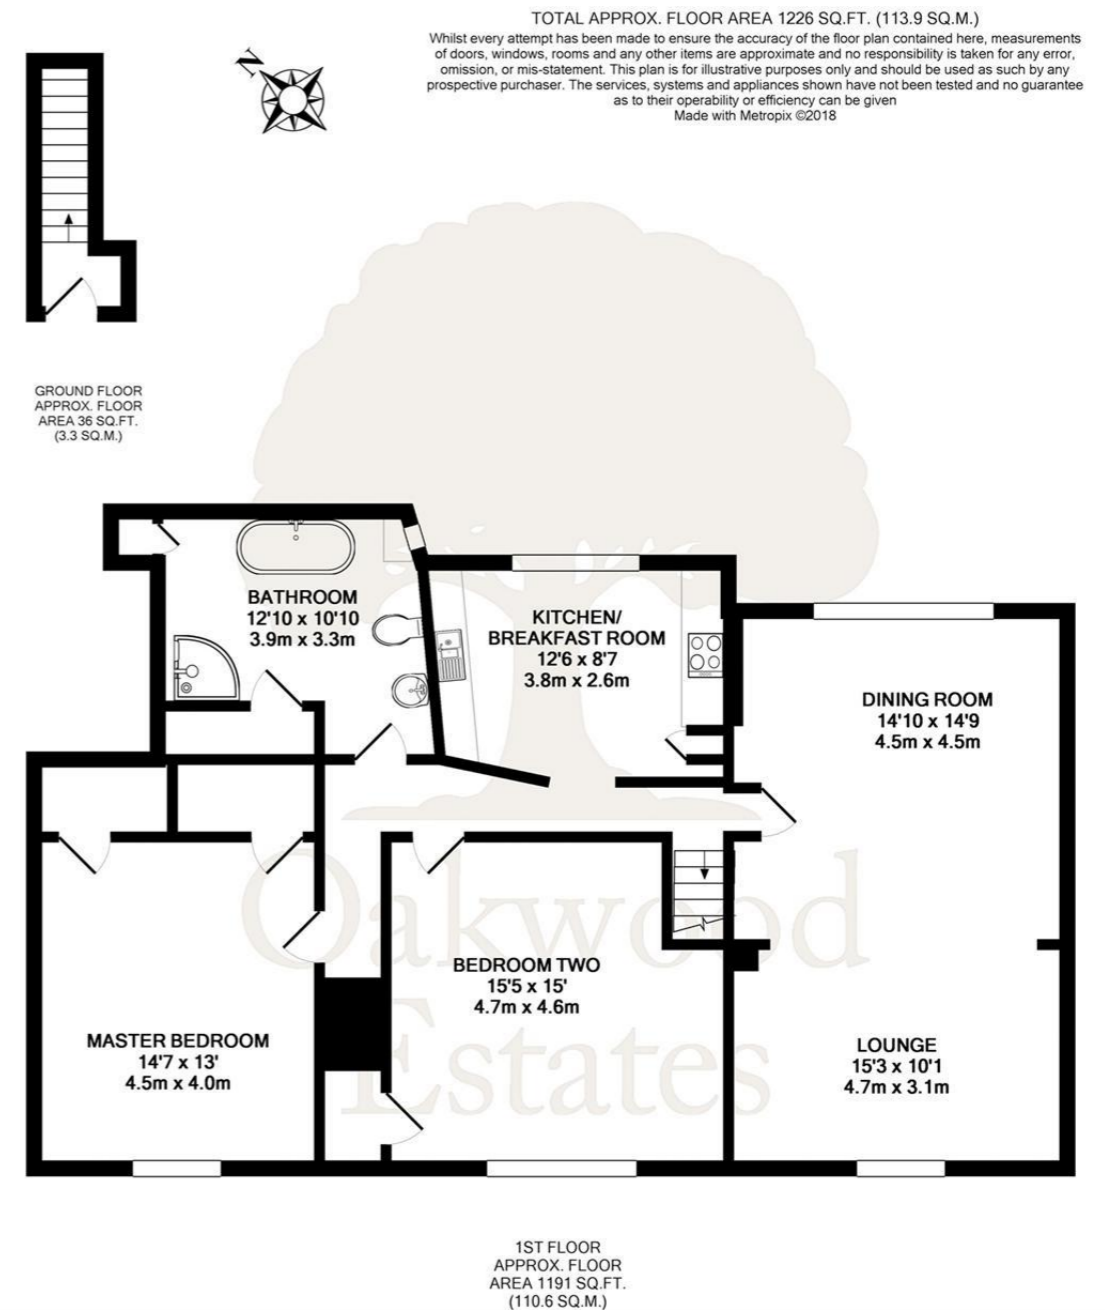 TOTAL APPROX. FLOOR AREA 1226 SQ.FT. (113.9 SQ.M.)
Whilst every attempt has been made to ensure the accuracy of the floor plan contained here, measurements
of doors, windows, rooms and any other items are approximate and no responsibility is taken for any error,
omission, or mis-statement. This plan is for illustrative purposes only and should be used as such by any
prospective purchaser. The services, systems and appliances shown have not been tested and no guarantee
as to their operability or efficiency can be given
Made with Metropix ©2018
N
GROUND FLOOR
APPROX. FLOOR
AREA 36 SQ.FT.
(3.3 SQ.M.)
BATHROOM
12'10 x 10'10
3.9m x 3.3m
KITCHEN/
BREAKFAST ROOM
12'6 x 8'7
3.8m x 2.6m
DINING ROOM
14'10 x 14'9
4.5m x 4.5m
Oakwood
Estates
BEDROOM TWO
15'5 x 15'
4.7m x 4.6m
MASTER BEDROOM
14'7 x 13'
4.5m x 4.0m
LOUNGE
15'3 x 10'1
4.7m x 3.1m
1ST FLOOR
APPROX. FLOOR
AREA 1191 SQ.FT.
(110.6 SQ.M.)